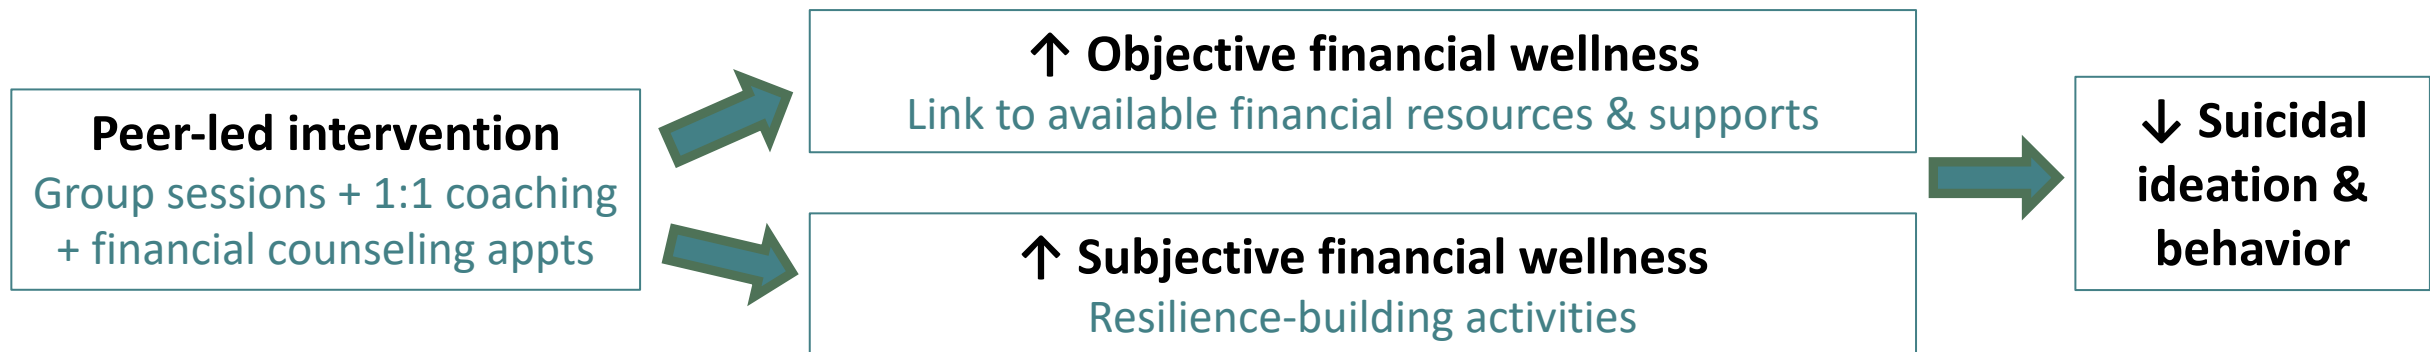 Peer-led intervention
Group sessions + 1:1 coaching
+ financial counseling appts
↑ Objective financial wellness
Link to available financial resources & supports
↑ Subjective financial wellness
Resilience-building activities
↓ Suicidal
ideation &
behavior